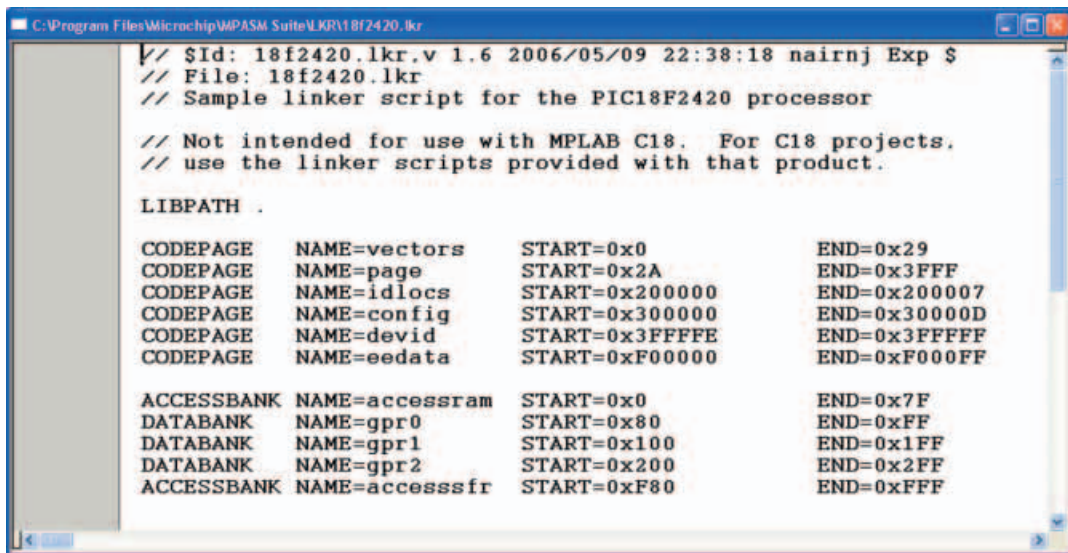 C:\Program Files\Microchip\MPASM Suite\LKR\18f2420.lkr
// $Id: 18f2420.lkr,v 1.6 2006/05/09 22:38:18 nairnj Exp $
// File: 18f2420.lkr
// Sample linker script for the PIC18F2420 processor
// Not intended for use with MPLAB C18.  For C18 projects,
// use the linker scripts provided with that product.
LIBPATH .
CODEPAGE   NAME=vectors    START=0x0          END=0x29
CODEPAGE   NAME=page       START=0x2A         END=0x3FFF
CODEPAGE   NAME=idlocs     START=0x200000     END=0x200007
CODEPAGE   NAME=config     START=0x300000     END=0x30000D
CODEPAGE   NAME=devid      START=0x3FFFFE     END=0x3FFFFF
CODEPAGE   NAME=eedata     START=0xF00000     END=0xF000FF
ACCESSBANK NAME=accessram  START=0x0          END=0x7F
DATABANK   NAME=gpr0       START=0x80         END=0xFF
DATABANK   NAME=gpr1       START=0x100        END=0x1FF
DATABANK   NAME=gpr2       START=0x200        END=0x2FF
ACCESSBANK NAME=accesssfr  START=0xF80        END=0xFFF